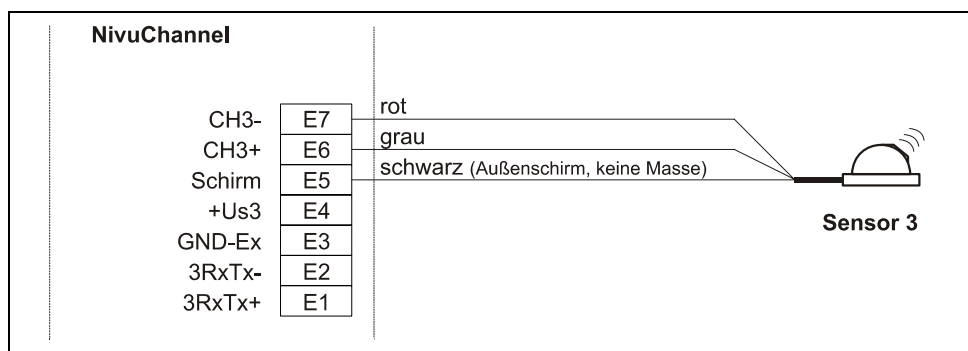 NivuChannel
CH3- E7 rot
CH3+ E6 grau
Schirm E5 schwarz (Außenschirm, keine Masse)
+Us3 E4
GND-Ex E3
3RxTx- E2
3RxTx+ E1
Sensor 3